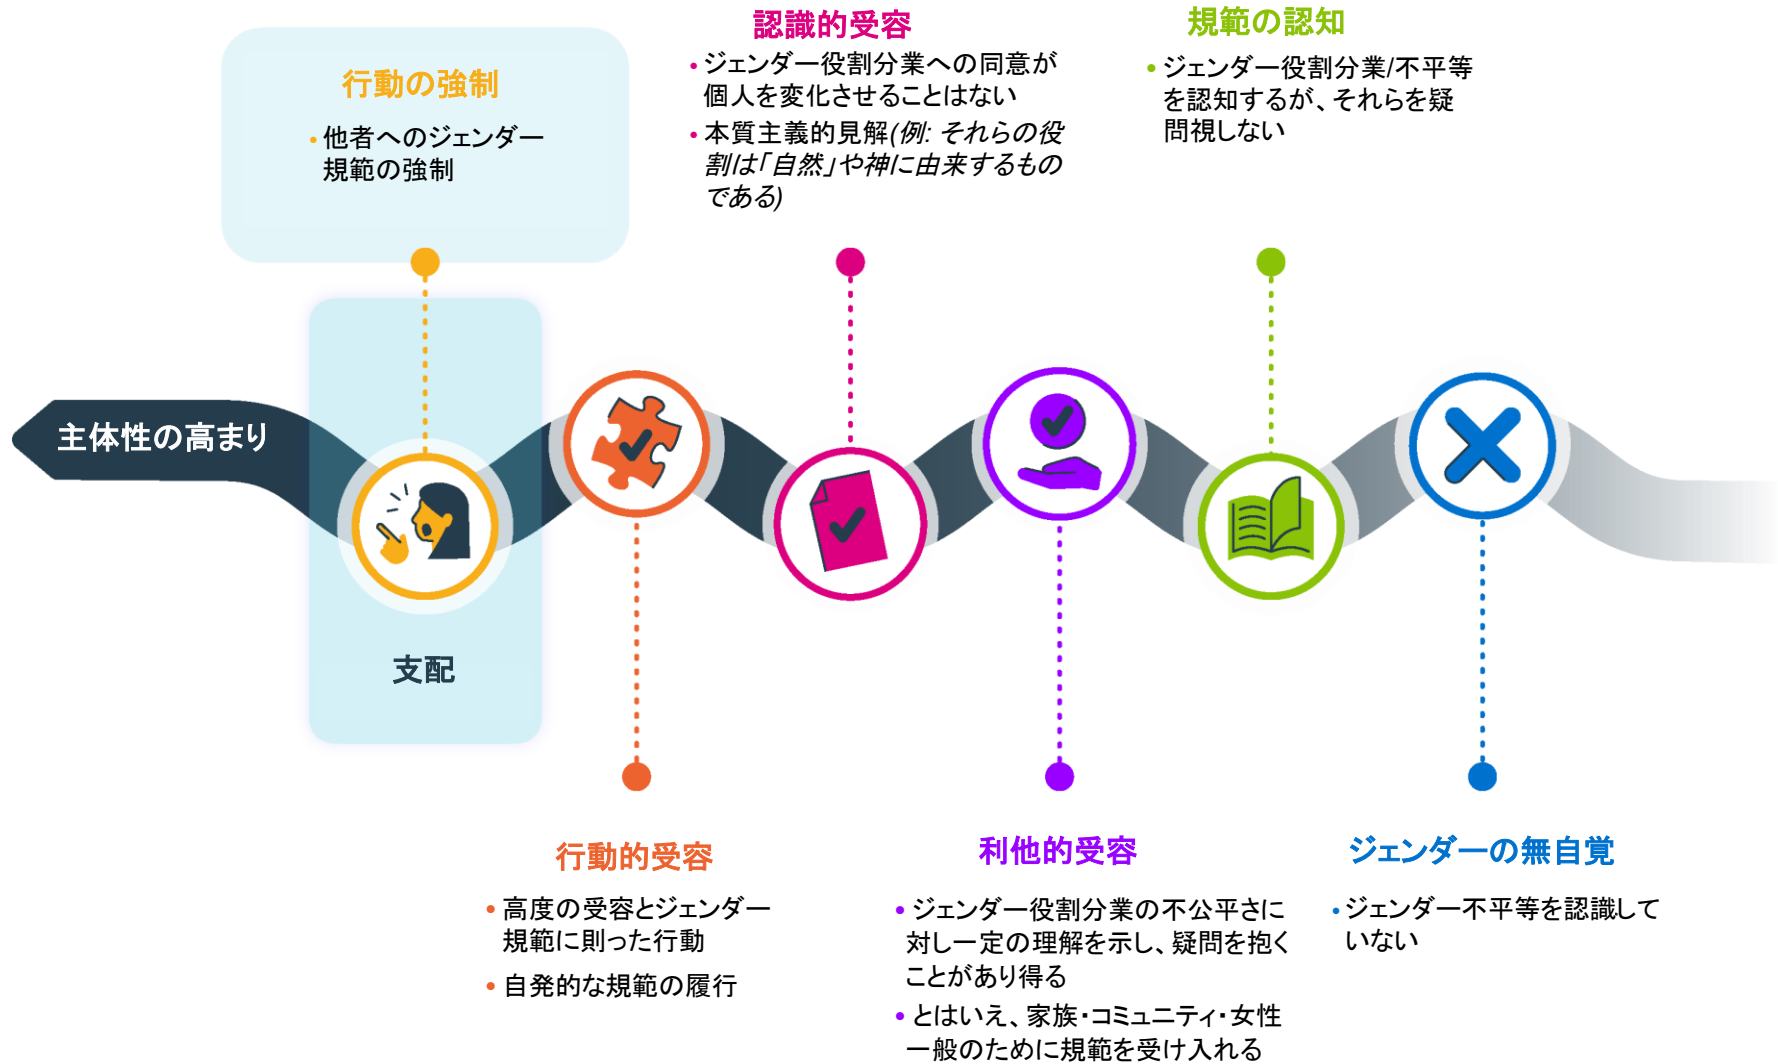 行動の強制
• 他者へのジェンダー
規範の強制
認識的受容
• ジェンダー役割分業への同意が
個人を変化させることはない
• 本質主義的見解(例: それらの役
割は「自然」や神に由来するもの
である)
規範の認知
• ジェンダー役割分業/不平等
を認知するが、それらを疑
問視しない
主体性の高まり
支配
行動的受容
• 高度の受容とジェンダー
規範に則った行動
• 自発的な規範の履行
利他的受容
• ジェンダー役割分業の不公平さに
対し一定の理解を示し、疑問を抱く
ことがあり得る
• とはいえ、家族・コミュニティ・女性
一般のために規範を受け入れる
ジェンダーの無自覚
• ジェンダー不平等を認識して
いない